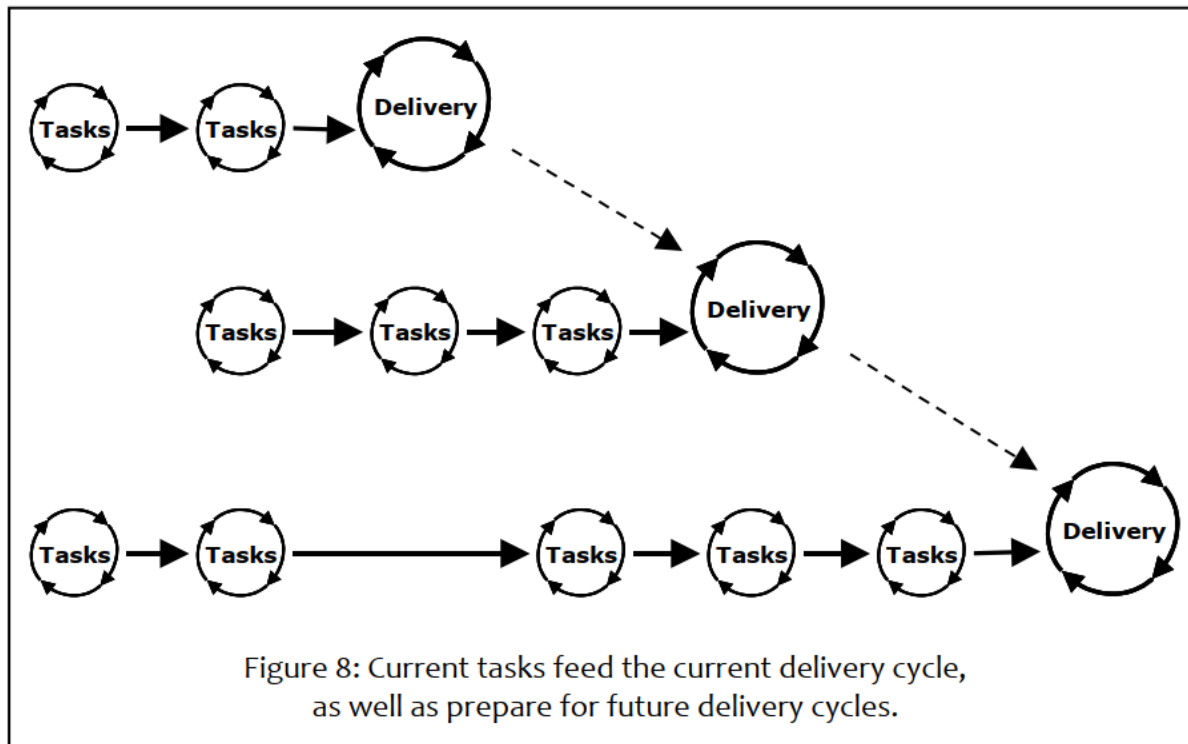 Tasks
Tasks
Delivery
Tasks
Tasks
Tasks
Delivery
Tasks
Tasks
Tasks
Tasks
Tasks
Delivery
Figure 8: Current tasks feed the current delivery cycle,
as well as prepare for future delivery cycles.